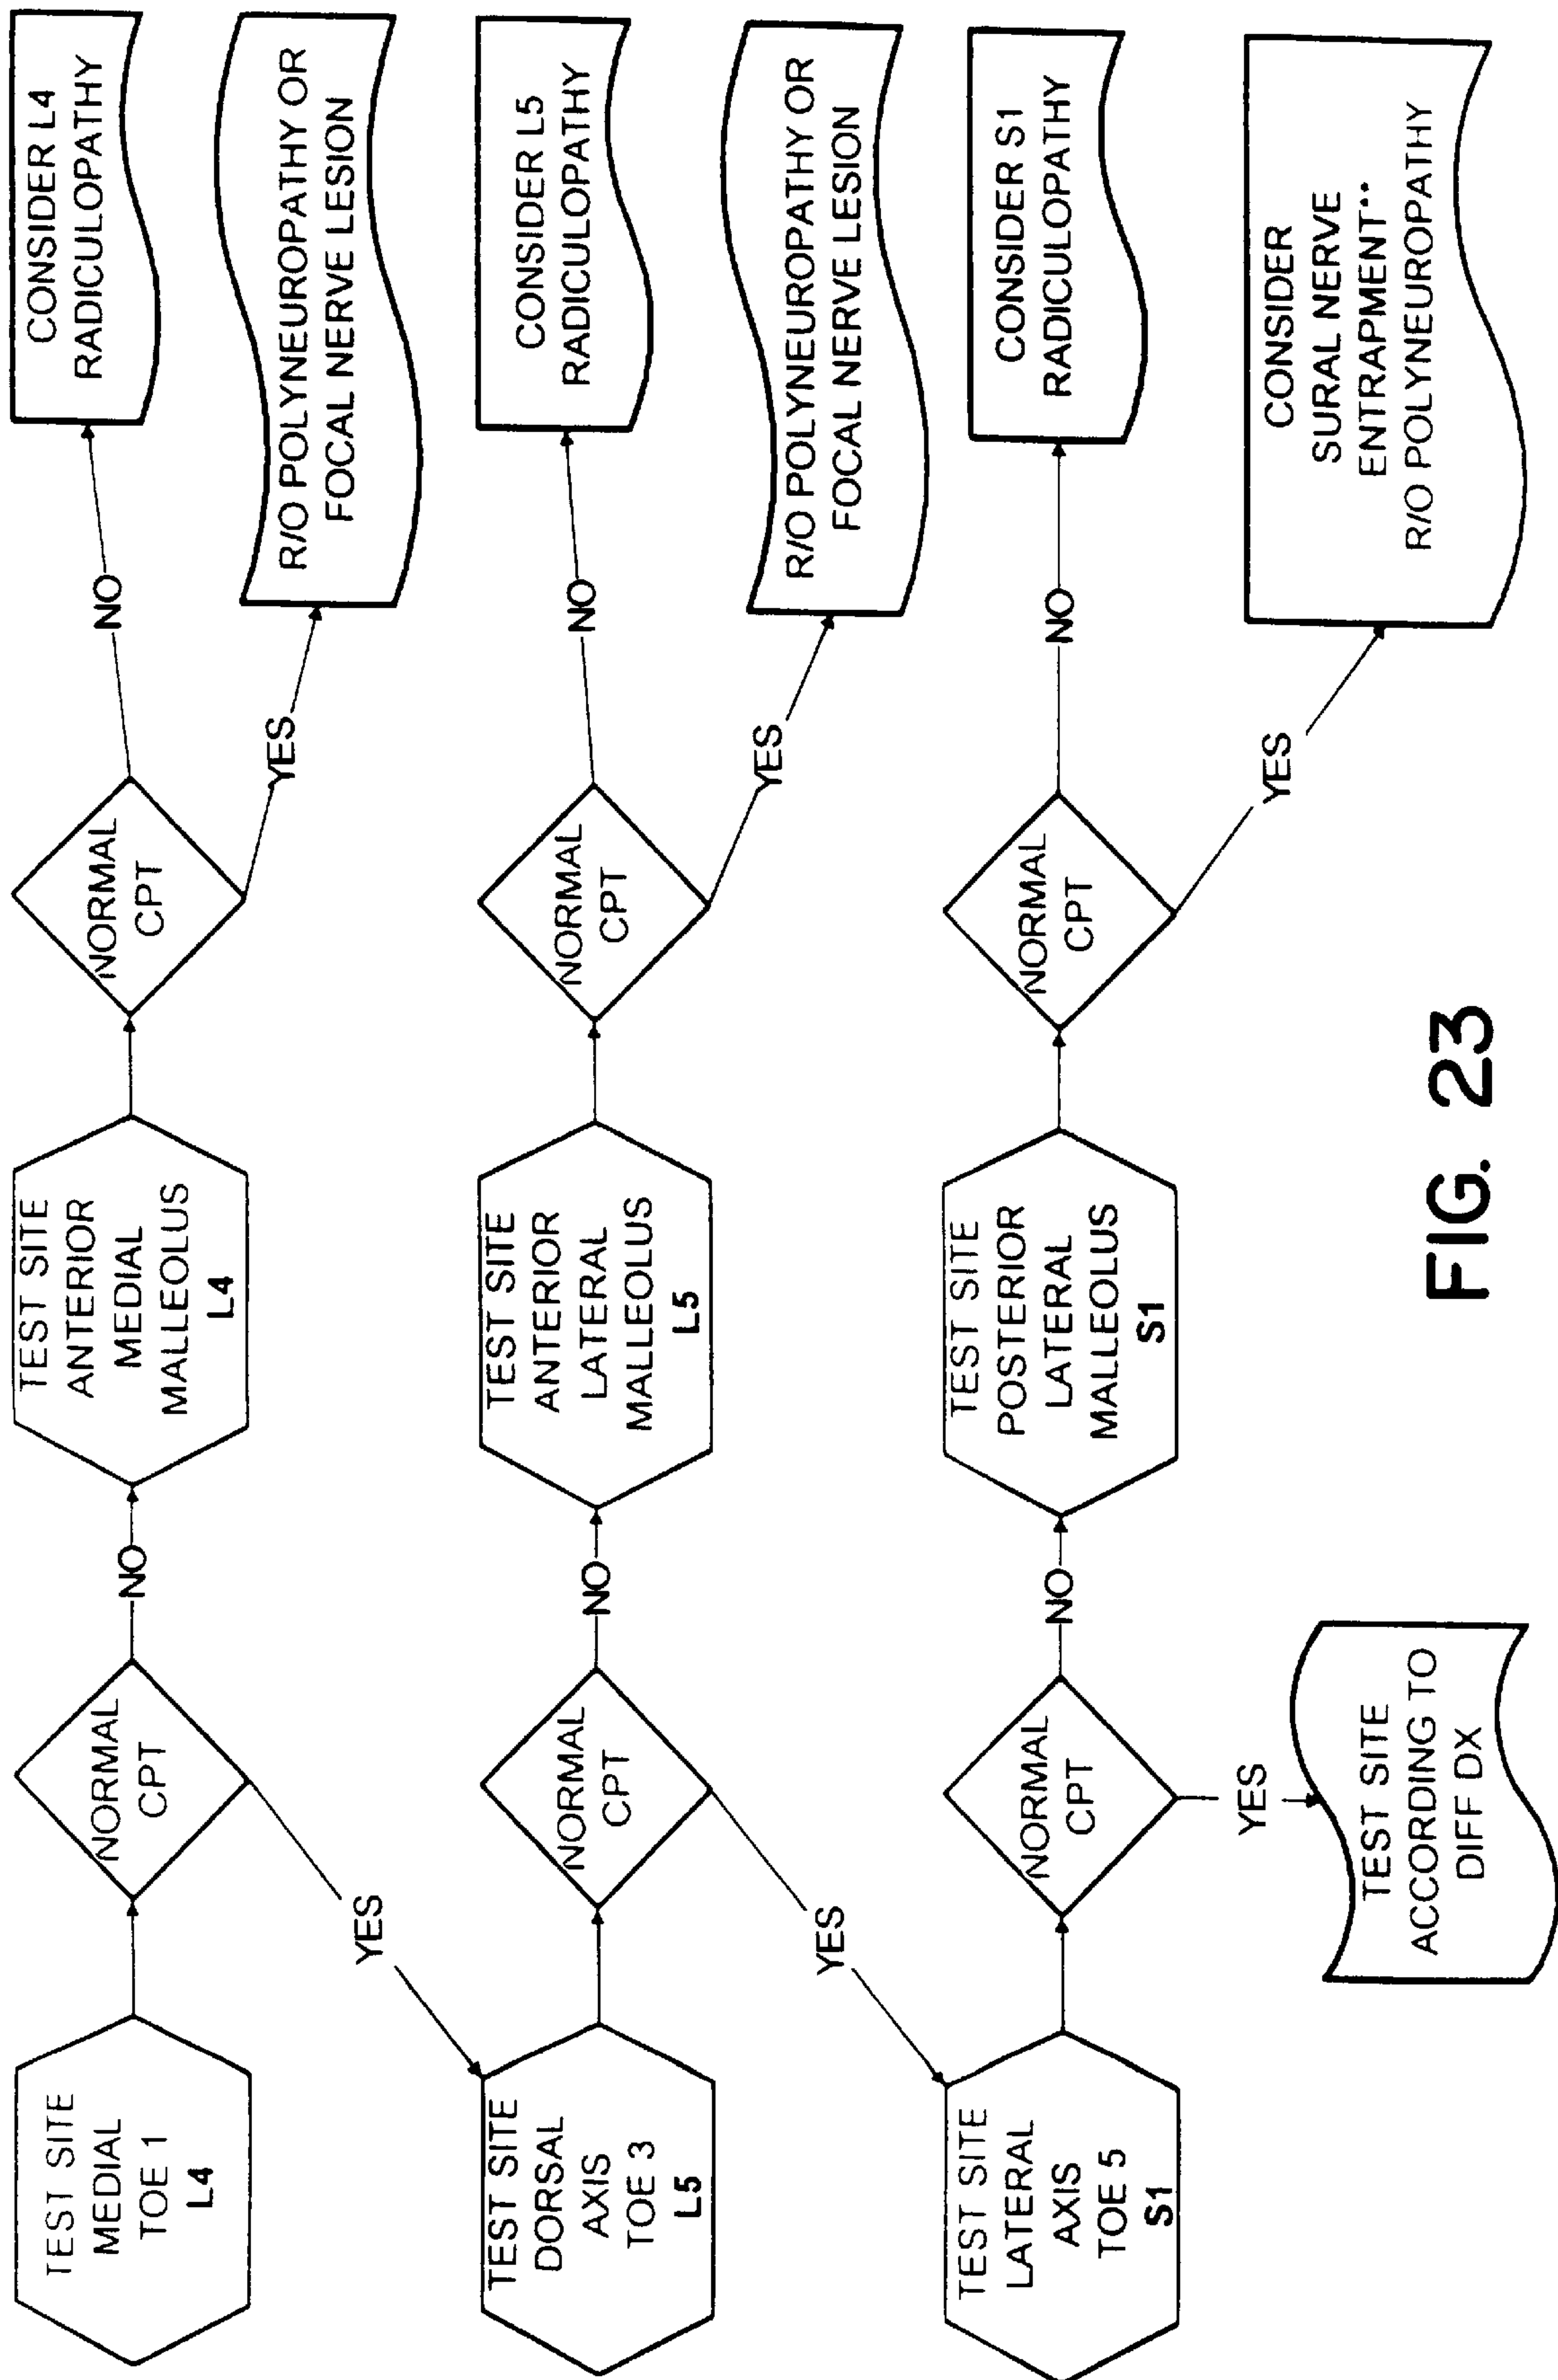 TEST SITE
MEDIAL
TOE 1
L4
NORMAL
CPT
NO
YES
TEST SITE
ANTERIOR
MEDIAL
MALLEOLUS
L4
NORMAL
CPT
NO
YES
CONSIDER L4
RADICULOPATHY
R/O POLYNEUROPATHY OR
FOCAL NERVE LESION
TEST SITE
DORSAL
AXIS
TOE 3
L5
NORMAL
CPT
NO
YES
TEST SITE
ANTERIOR
LATERAL
MALLEOLUS
L5
NORMAL
CPT
NO
YES
CONSIDER L5
RADICULOPATHY
R/O POLYNEUROPATHY OR
FOCAL NERVE LESION
TEST SITE
LATERAL
AXIS
TOE 5
S1
NORMAL
CPT
NO
YES
TEST SITE
ACCORDING TO
DIFF DX
TEST SITE
POSTERIOR
LATERAL
MALLEOLUS
S1
NORMAL
CPT
NO
YES
CONSIDER S1
RADICULOPATHY
CONSIDER
SURAL NERVE
ENTRAPMENT**
R/O POLYNEUROPATHY
FIG. 23